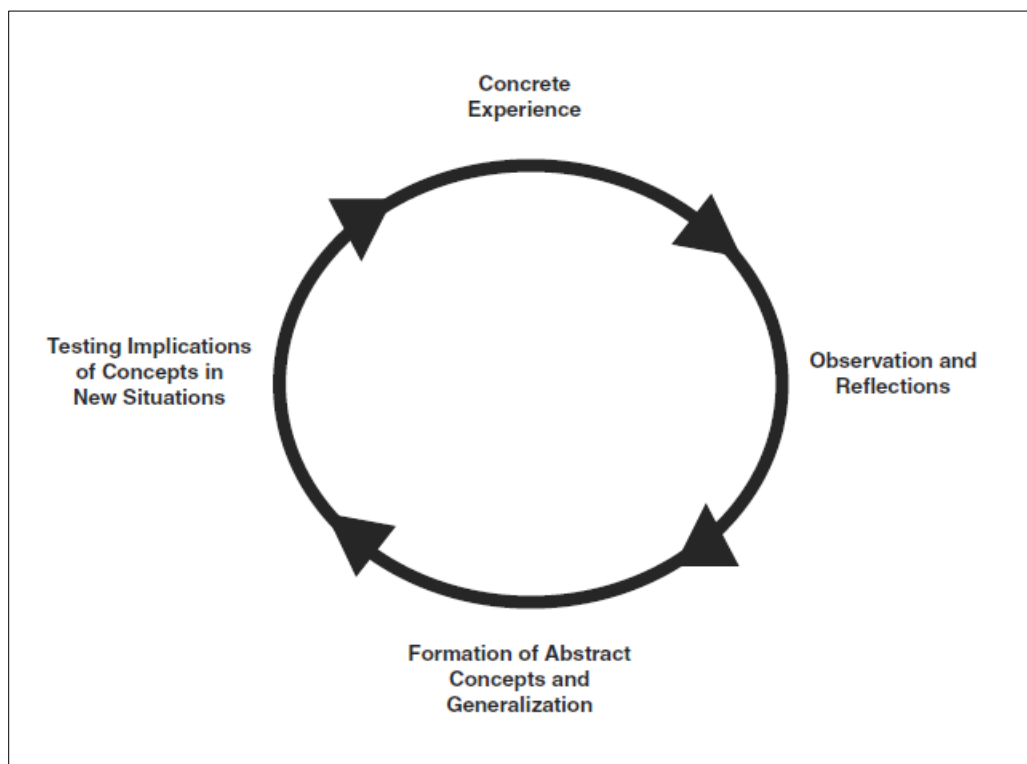 Concrete
Experience
Observation and
Reflections
Formation of Abstract
Concepts and
Generalization
Testing Implications
of Concepts in
New Situations